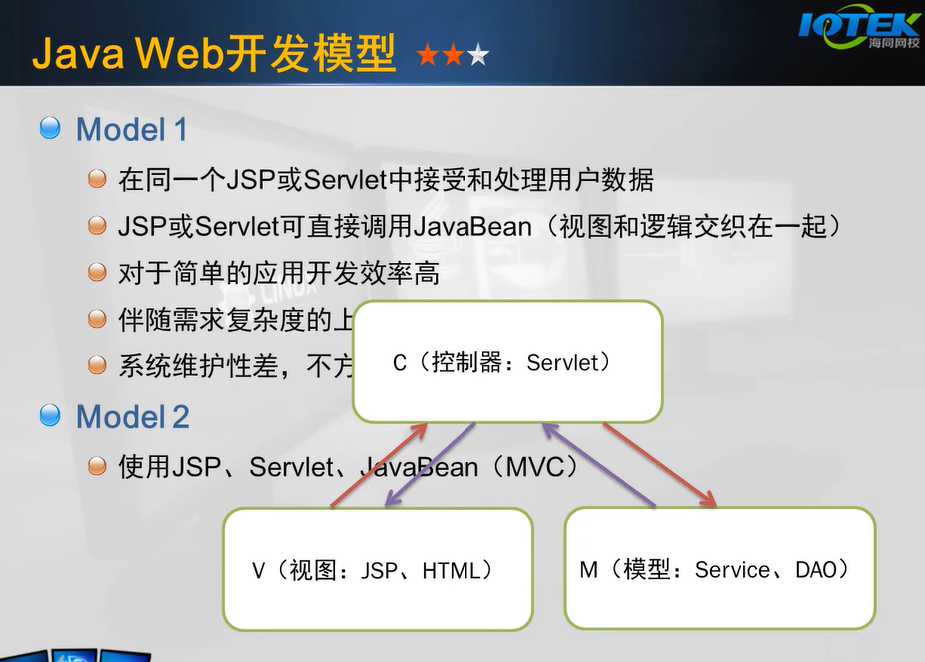 IOTEK
海同网校
Java Web开发模型
Model 1
在同一个JSP或Servlet中接受和处理用户数据
JSP或Servlet可直接调用JavaBean（视图和逻辑交织在一起）
对于简单的应用开发效率高
LINUX
伴随需求复杂度的上
系统维护性差，不方
C（控制器：Servlet）
Model 2
使用JSP、Servlet、JavaBean（MVC）
V（视图：JSP、HTML）
M（模型：Service、DAO）